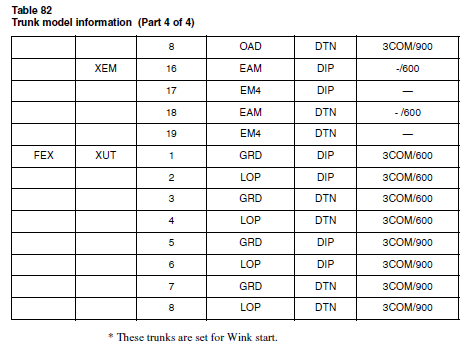 Table 82
Trunk model information (Part 4 of 4)
8 OAD DTN 3COM/900
XEM 16 EAM DIP -/600
17 EM4 DIP —
18 EAM DTN - /600
19 EM4 DTN —
FEX XUT 1 GRD DIP 3COM/600
2 LOP DIP 3COM/600
3 GRD DTN 3COM/600
4 LOP DTN 3COM/600
5 GRD DIP 3COM/900
6 LOP DIP 3COM/900
7 GRD DTN 3COM/900
8 LOP DTN 3COM/900
* These trunks are set for Wink start.